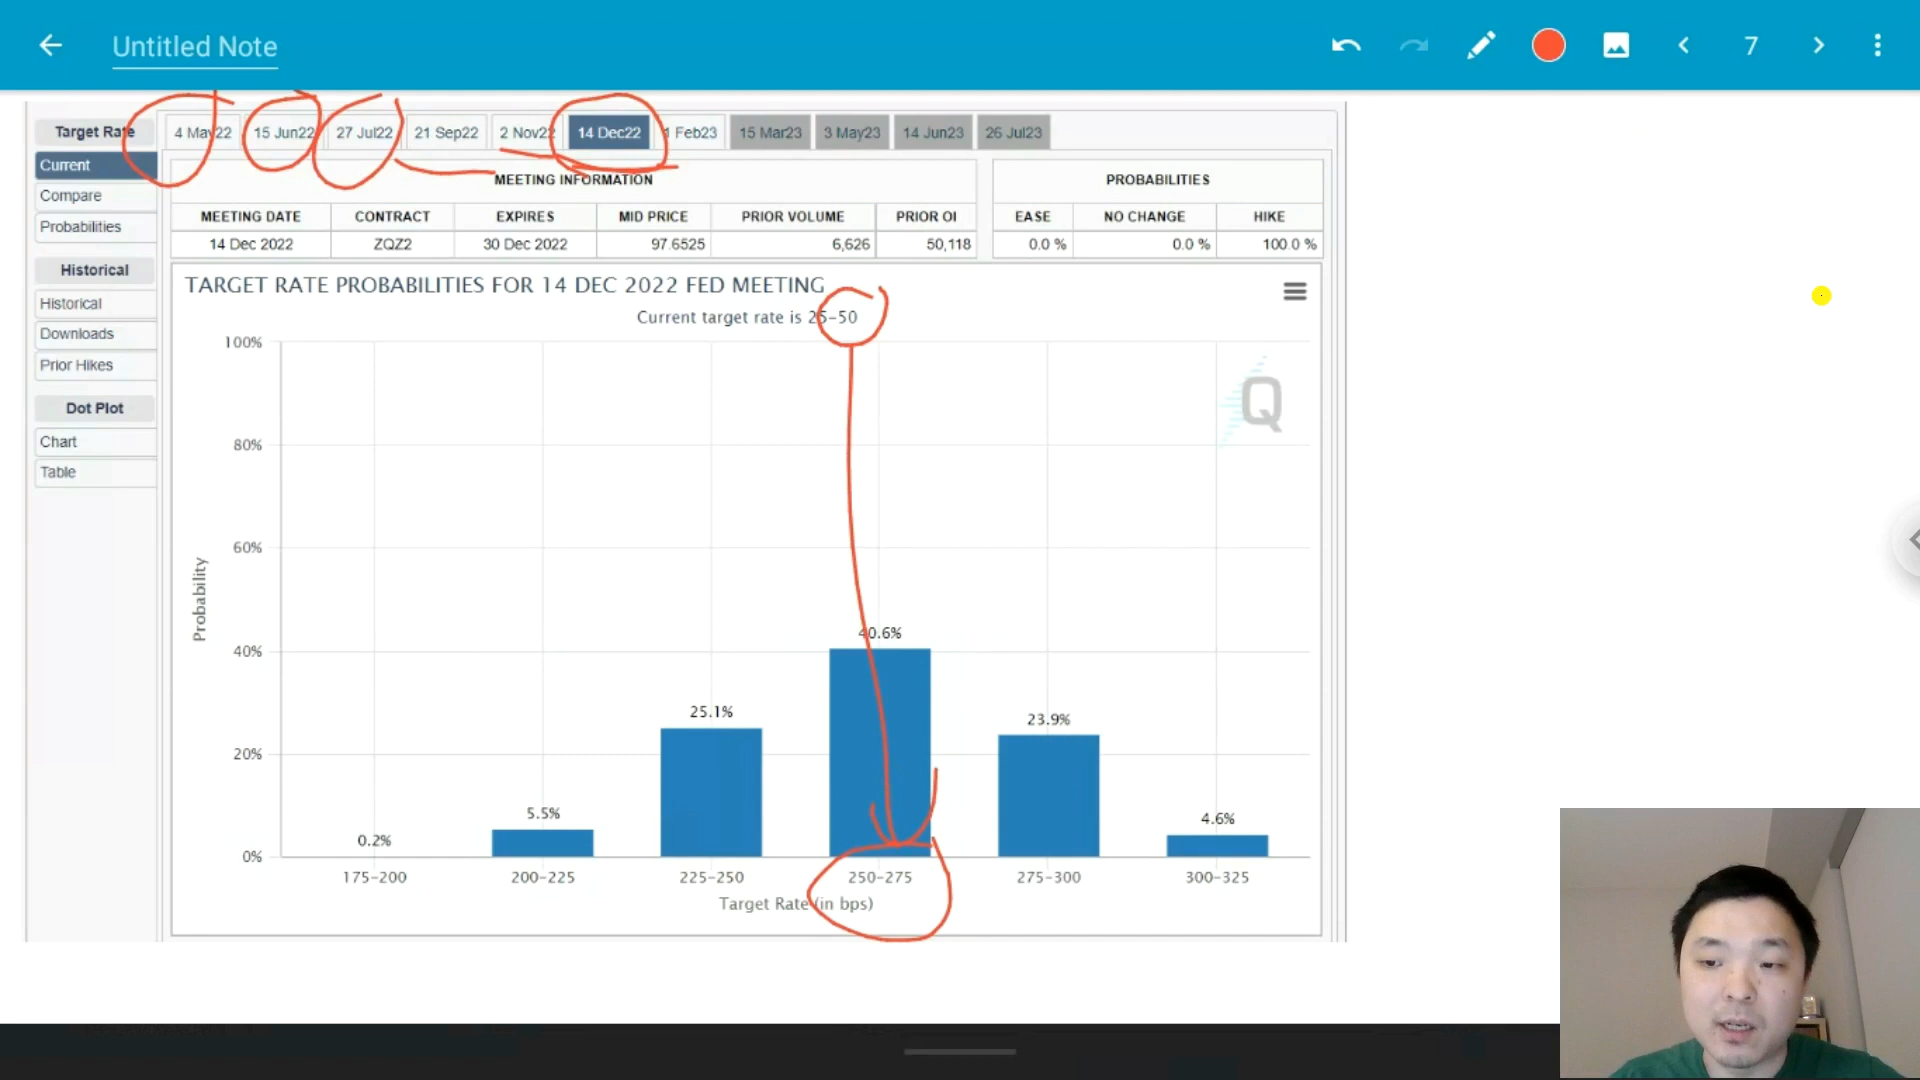 Untitled Note
7
Target Rate
4 May22 15 Jun22 27 Jul22 21 Sep22 2 Nov22 14 Dec22 1 Feb23 15 Mar23 3 May23 14 Jun23 26 Jul23
Current
Compare
Probabilities
Historical
Historical
Downloads
Prior Hikes
Dot Plot
Chart
Table
MEETING INFORMATION
MEETING DATE CONTRACT EXPIRES MID PRICE PRIOR VOLUME PRIOR OI
14 Dec 2022 ZQZ2 30 Dec 2022 97.6525 6,626 50,118
PROBABILITIES
EASE NO CHANGE HIKE
0.0 % 0.0 % 100.0 %
TARGET RATE PROBABILITIES FOR 14 DEC 2022 FED MEETING
Current target rate is 25-50
Q
Probability
100%
80%
60%
40%
20%
0%
0.2%
5.5%
25.1%
40.6%
23.9%
4.6%
175-200 200-225 225-250 250-275 275-300 300-325
Target Rate (in bps)